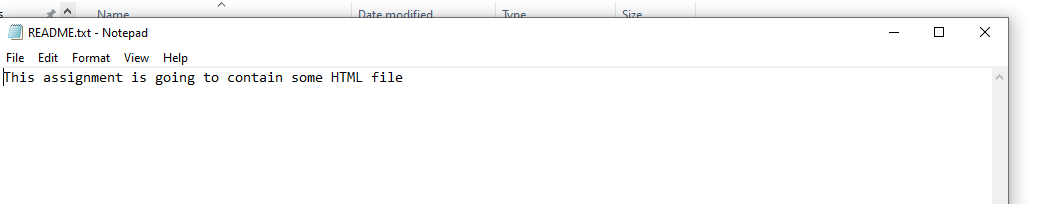 Name Date modified Type Size
README.txt - Notepad
File Edit Format View Help
This assignment is going to contain some HTML file